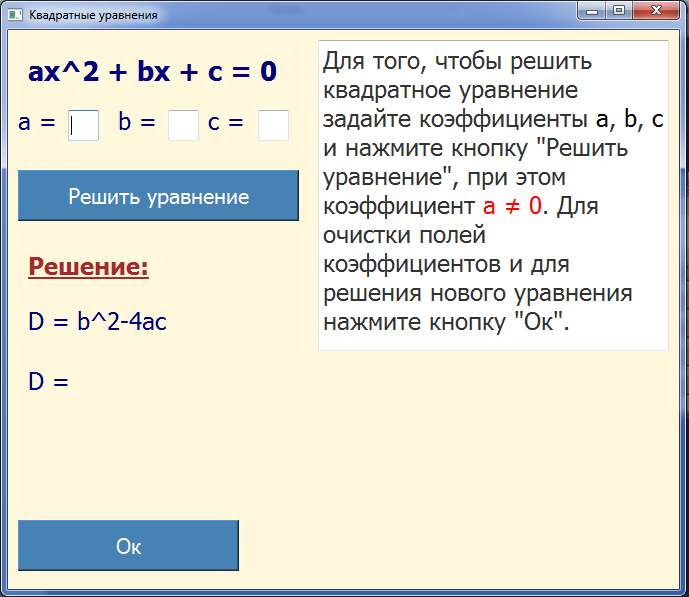 Квадратные уравнения
ax^2 + bx + c = 0
a = b = c =
Решить уравнение
Решение:
D = b^2-4ac
D =
Ок
Для того, чтобы решить
квадратное уравнение
задайте коэффициенты a, b, c
и нажмите кнопку "Решить
уравнение", при этом
коэффициент a ≠ 0. Для
очистки полей
коэффициентов и для
решения нового уравнения
нажмите кнопку "Ок".